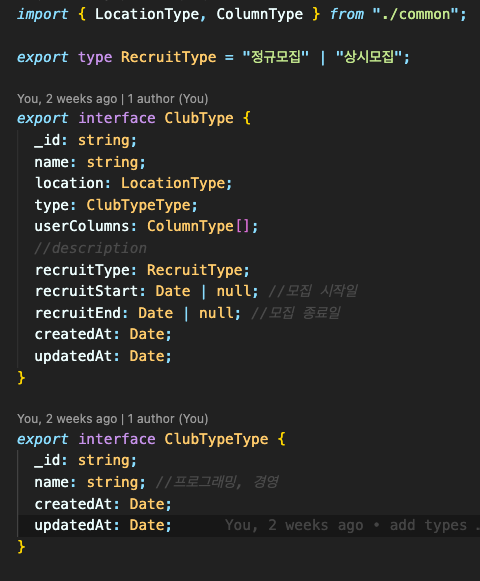 import { LocationType, ColumnType } from "./common";
export type RecruitType = "정규모집" | "상시모집";
You, 2 weeks ago | 1 author (You)
export interface ClubType {
_id: string;
name: string;
location: LocationType;
type: ClubTypeType;
userColumns: ColumnType[];
//description
recruitType: RecruitType;
recruitStart: Date | null; //모집 시작일
recruitEnd: Date | null; //모집 종료일
createdAt: Date;
updatedAt: Date;
}
You, 2 weeks ago | 1 author (You)
export interface ClubTypeType {
_id: string;
name: string; //프로그래밍, 경영
createdAt: Date;
updatedAt: Date; You, 2 weeks ago • add types .
}